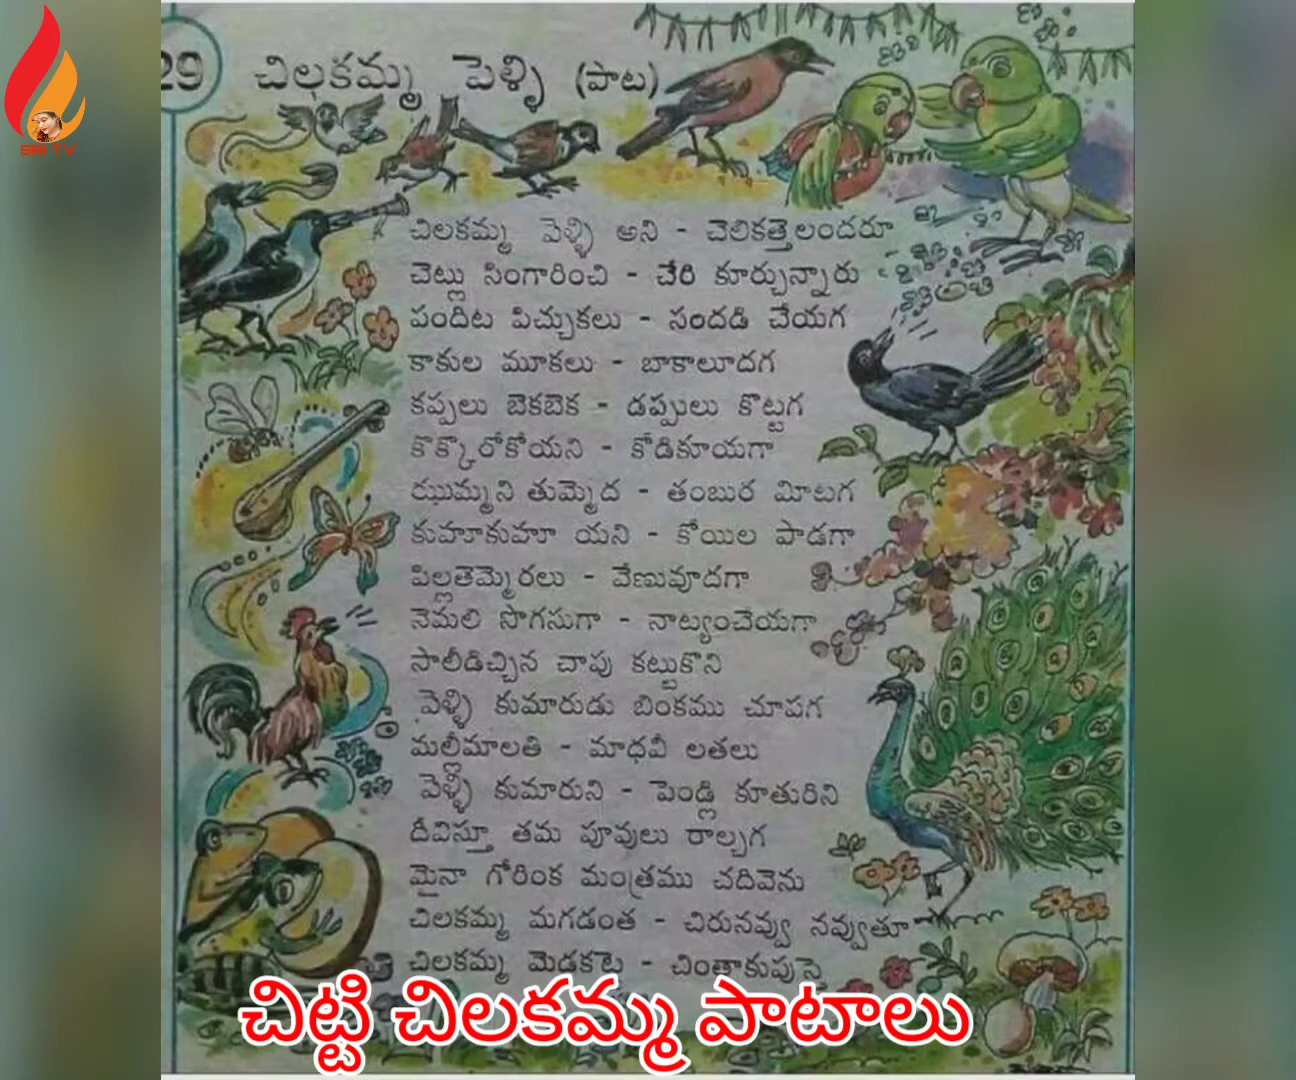 29 చిలకమ్మ పెళ్ళి (పాట)
చిలకమ్మ పెళ్ళి అని - చెలికత్తెలందరూ
చెట్లు సింగారించి - చేరి కూర్చున్నారు
పందిట పిచ్చుకలు - సందడి చేయగ
కాకుల మూకలు - బాకాలూదగ
కప్పలు బెకబెక - డప్పులు కొట్టగ
కొక్కొరోకోయని - కోడికూయగా
ఝుమ్మని తుమ్మెద - తంబుర మీటగ
కుహూకుహూ యని - కోయిల పాడగా
పిల్లతెమ్మెరలు - వేణువూదగా
నెమలి సొగసుగా - నాట్యంచేయగా
సాలీడిచ్చిన చాపు కట్టుకొని
పెళ్ళి కుమారుడు బింకము చూపగ
మల్లీమాలతి - మాధవీ లతలు
పెళ్ళి కుమారుని - పెండ్లి కూతురిని
దీవిస్తూ తమ పూవులు రాల్చగ
మైనా గోరింక మంత్రము చదివెను
చిలకమ్మ మగడంత - చిరునవ్వు నవ్వుతూ
చిలకమ్మ మెడకట్టె - చింతాకుపుస్తె
చిట్టి చిలకమ్మ పాటాలు
SRI TV